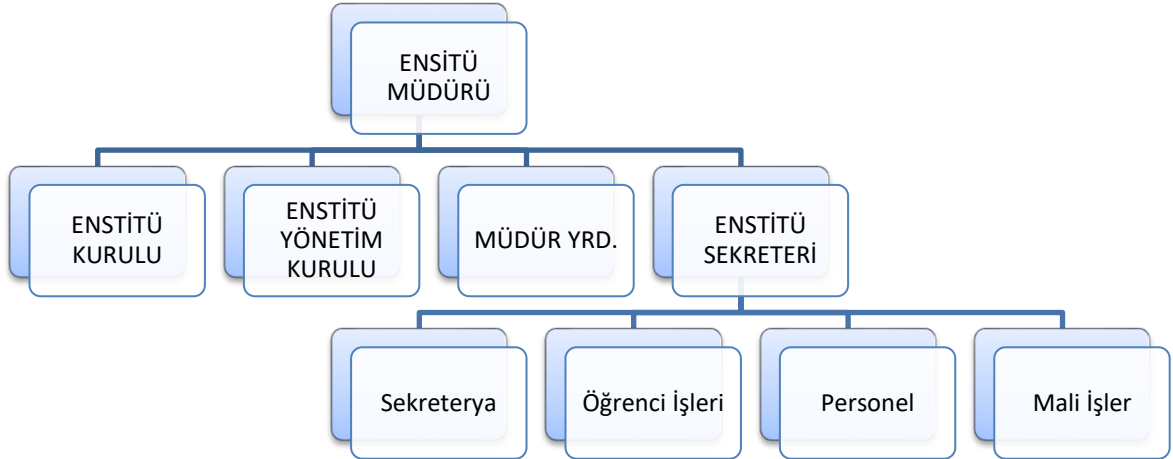 ENSİTÜ
MÜDÜRÜ
ENSTİTÜ
KURULU
ENSTİTÜ
YÖNETİM
KURULU
MÜDÜR YRD.
ENSTİTÜ
SEKRETERİ
Sekreterya
Öğrenci İşleri
Personel
Mali İşler